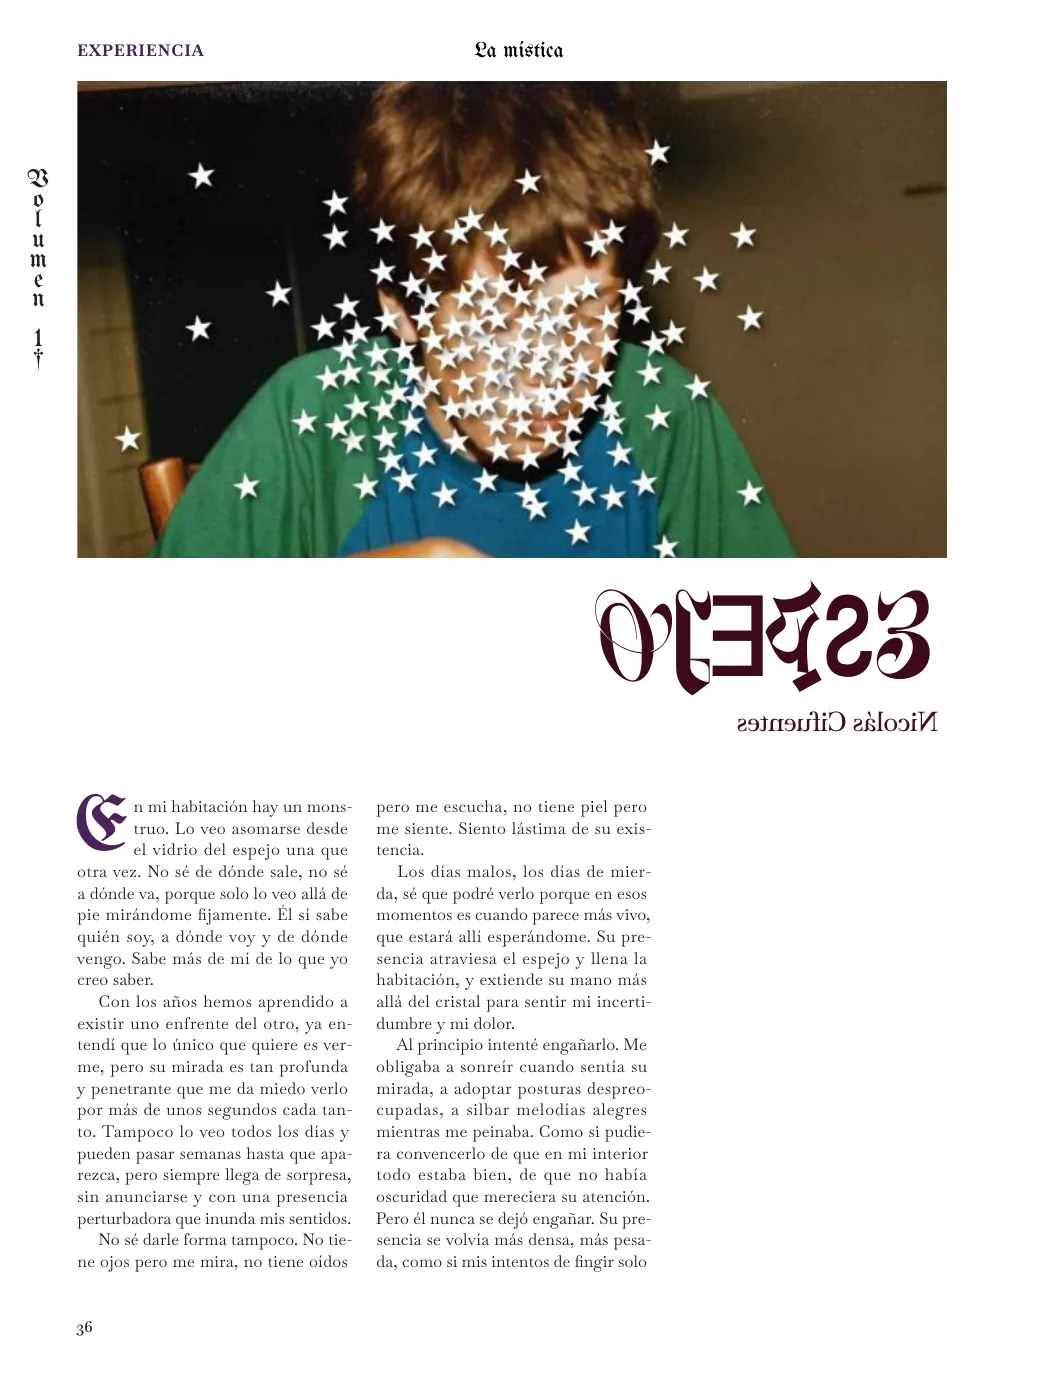 EXPERIENCIA
La mística
Volumen 1†
ESPEJO
Nicolás Cifuentes
En mi habitación hay un mons-
truo. Lo veo asomarse desde
el vidrio del espejo una que
otra vez. No sé de dónde sale, no sé
a dónde va, porque solo lo veo allá de
pie mirándome fijamente. Él sí sabe
quién soy, a dónde voy y de dónde
vengo. Sabe más de mí de lo que yo
creo saber.
Con los años hemos aprendido a
existir uno enfrente del otro, ya en-
tendí que lo único que quiere es ver-
me, pero su mirada es tan profunda
y penetrante que me da miedo verlo
por más de unos segundos cada tan-
to. Tampoco lo veo todos los días y
pueden pasar semanas hasta que apa-
rezca, pero siempre llega de sorpresa,
sin anunciarse y con una presencia
perturbadora que inunda mis sentidos.
No sé darle forma tampoco. No tie-
ne ojos pero me mira, no tiene oídos
pero me escucha, no tiene piel pero
me siente. Siento lástima de su exis-
tencia.
Los días malos, los días de mier-
da, sé que podré verlo porque en esos
momentos es cuando parece más vivo,
que estará allí esperándome. Su pre-
sencia atraviesa el espejo y llena la
habitación, y extiende su mano más
allá del cristal para sentir mi incerti-
dumbre y mi dolor.
Al principio intenté engañarlo. Me
obligaba a sonreír cuando sentía su
mirada, a adoptar posturas despreo-
cupadas, a silbar melodías alegres
mientras me peinaba. Como si pudie-
ra convencerlo de que en mi interior
todo estaba bien, de que no había
oscuridad que mereciera su atención.
Pero él nunca se dejó engañar. Su pre-
sencia se volvía más densa, más pesa-
da, como si mis intentos de fingir solo
36